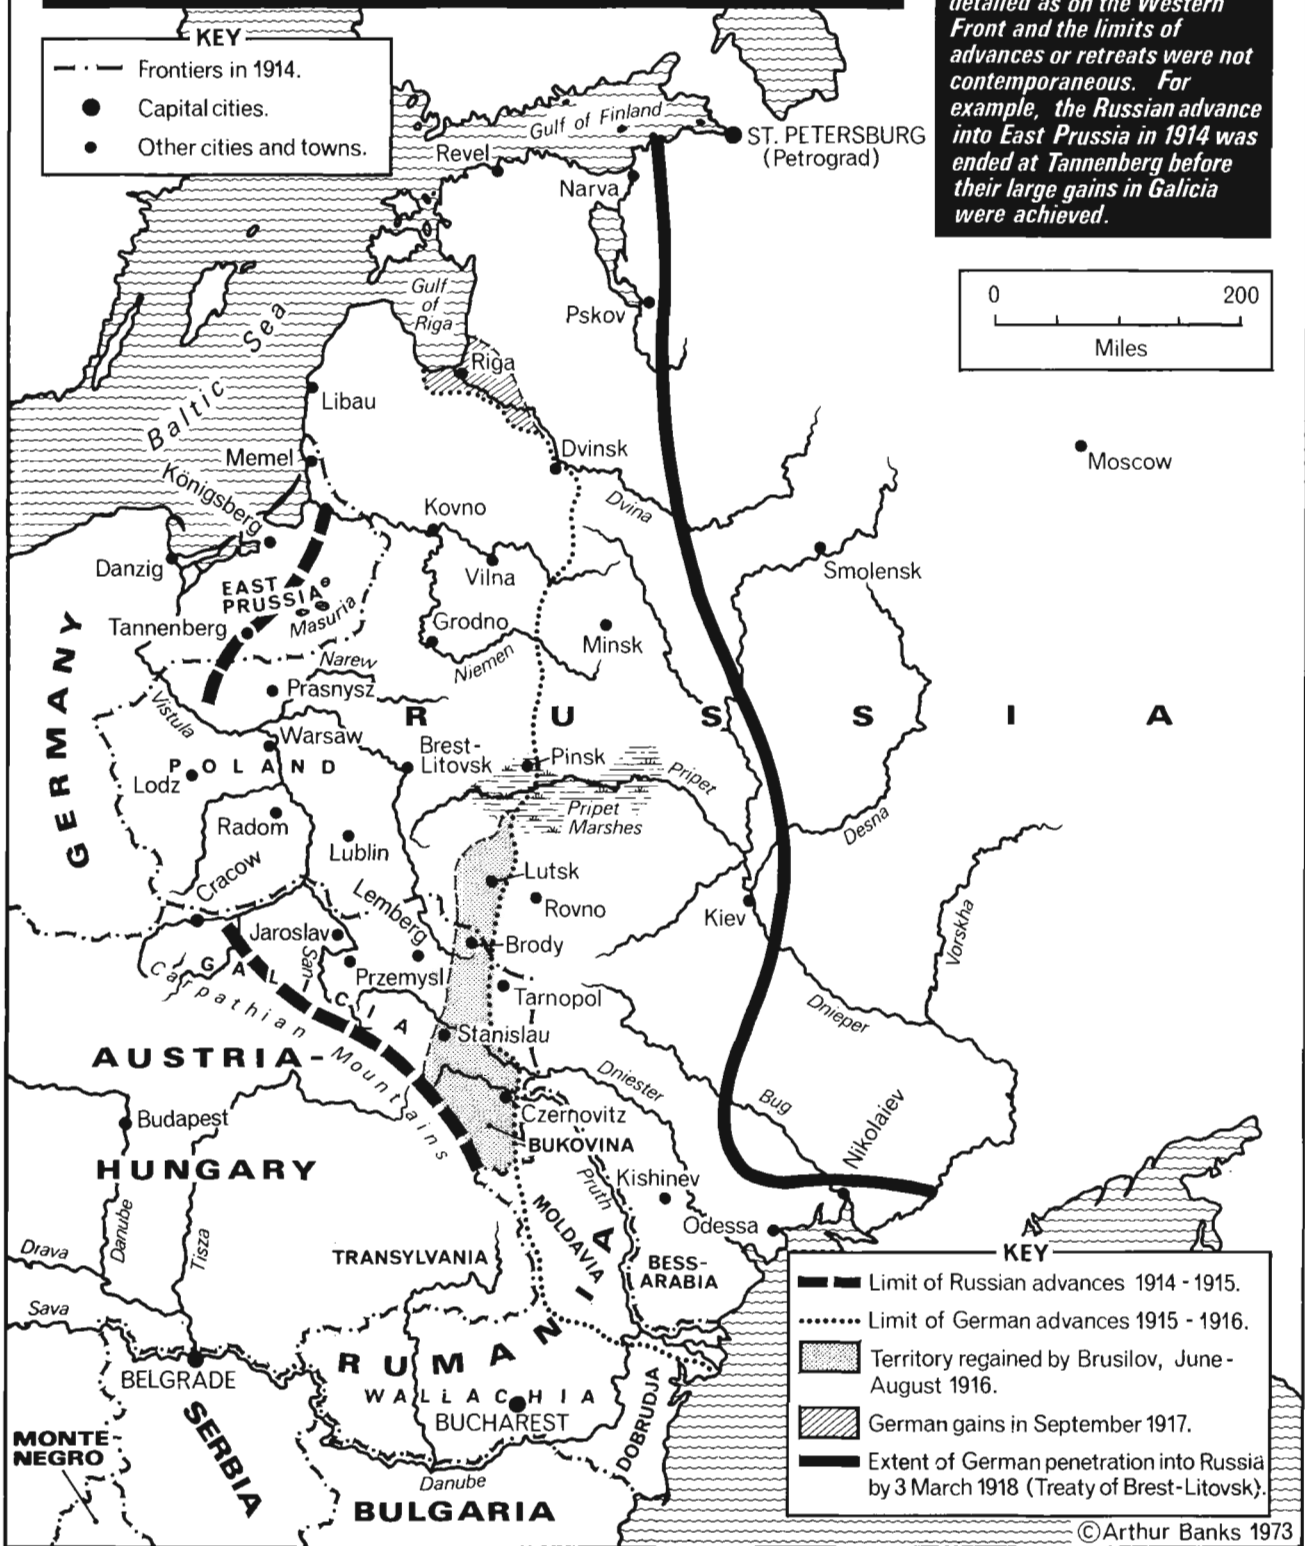 detailed as on the Western
Front and the limits of
advances or retreats were not
contemporaneous. For
example, the Russian advance
into East Prussia in 1914 was
ended at Tannenberg before
their large gains in Galicia
were achieved.
KEY
Frontiers in 1914.
Capital cities.
Other cities and towns.
0 200
Miles
Gulf of Finland
ST. PETERSBURG
(Petrograd)
Revel
Narva
Gulf
of
Riga
Pskov
Baltic Sea
Riga
Libau
Dvinsk
Moscow
Memel
Königsberg
Dvina
Kovno
Smolensk
Danzig
Vilna
EAST
PRUSSIA
Masuria
Tannenberg
Grodno
Minsk
Niemen
Narew
Prasnysz
GERMANY
Vistula
RUSSIA
Warsaw
Brest-
Litovsk
Pinsk
POLAND
Lodz
Pripet
Pripet
Marshes
Radom
Desna
Lublin
Cracow
Lutsk
Lemberg
Rovno
Kiev
Jaroslav
Brody
Vorskha
San
Przemysl
GALICIA
Carpathian Mountains
Tarnopol
Dnieper
Stanislau
AUSTRIA-
Dniester
Bug
Nikolaiev
Budapest
Czernovitz
BUKOVINA
HUNGARY
Kishinev
Pruth
Danube
Tisza
MOLDAVIA
Odessa
Drava
TRANSYLVANIA
BESS-
ARABIA
Sava
RUMANIA
WALLACHIA
BELGRADE
BUCHAREST
DOBRUDJA
SERBIA
MONTE-
NEGRO
Danube
BULGARIA
KEY
Limit of Russian advances 1914 - 1915.
Limit of German advances 1915 - 1916.
Territory regained by Brusilov, June-
August 1916.
German gains in September 1917.
Extent of German penetration into Russia
by 3 March 1918 (Treaty of Brest-Litovsk).
©Arthur Banks 1973